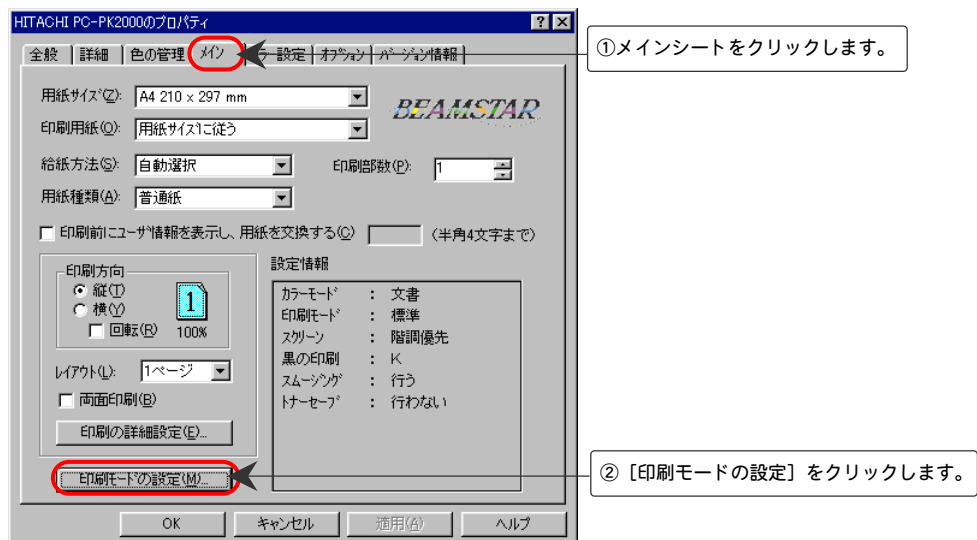 HITACHI PC-PK2000のプロパティ
全般 詳細 色の管理 メイン ラー設定 オプション バージョン情報
①メインシートをクリックします。
用紙サイズ(Z): A4 210 x 297 mm
BEAMSTAR
印刷用紙(O): 用紙サイズに従う
給紙方法(S): 自動選択 印刷部数(P): 1
用紙種類(A): 普通紙
印刷前にユーザ情報を表示し、用紙を交換する(C) (半角4文字まで)
印刷方向
縦(T)
横(Y)
回転(R)
1
100%
レイアウト(L): 1ページ
両面印刷(B)
印刷の詳細設定(E)...
印刷モードの設定(M)...
設定情報
カラーモード : 文書
印刷モード : 標準
スクリーン : 階調優先
黒の印刷 : K
スムージング : 行う
トナーセーブ : 行わない
②［印刷モードの設定］をクリックします。
OK キャンセル 適用(A) ヘルプ